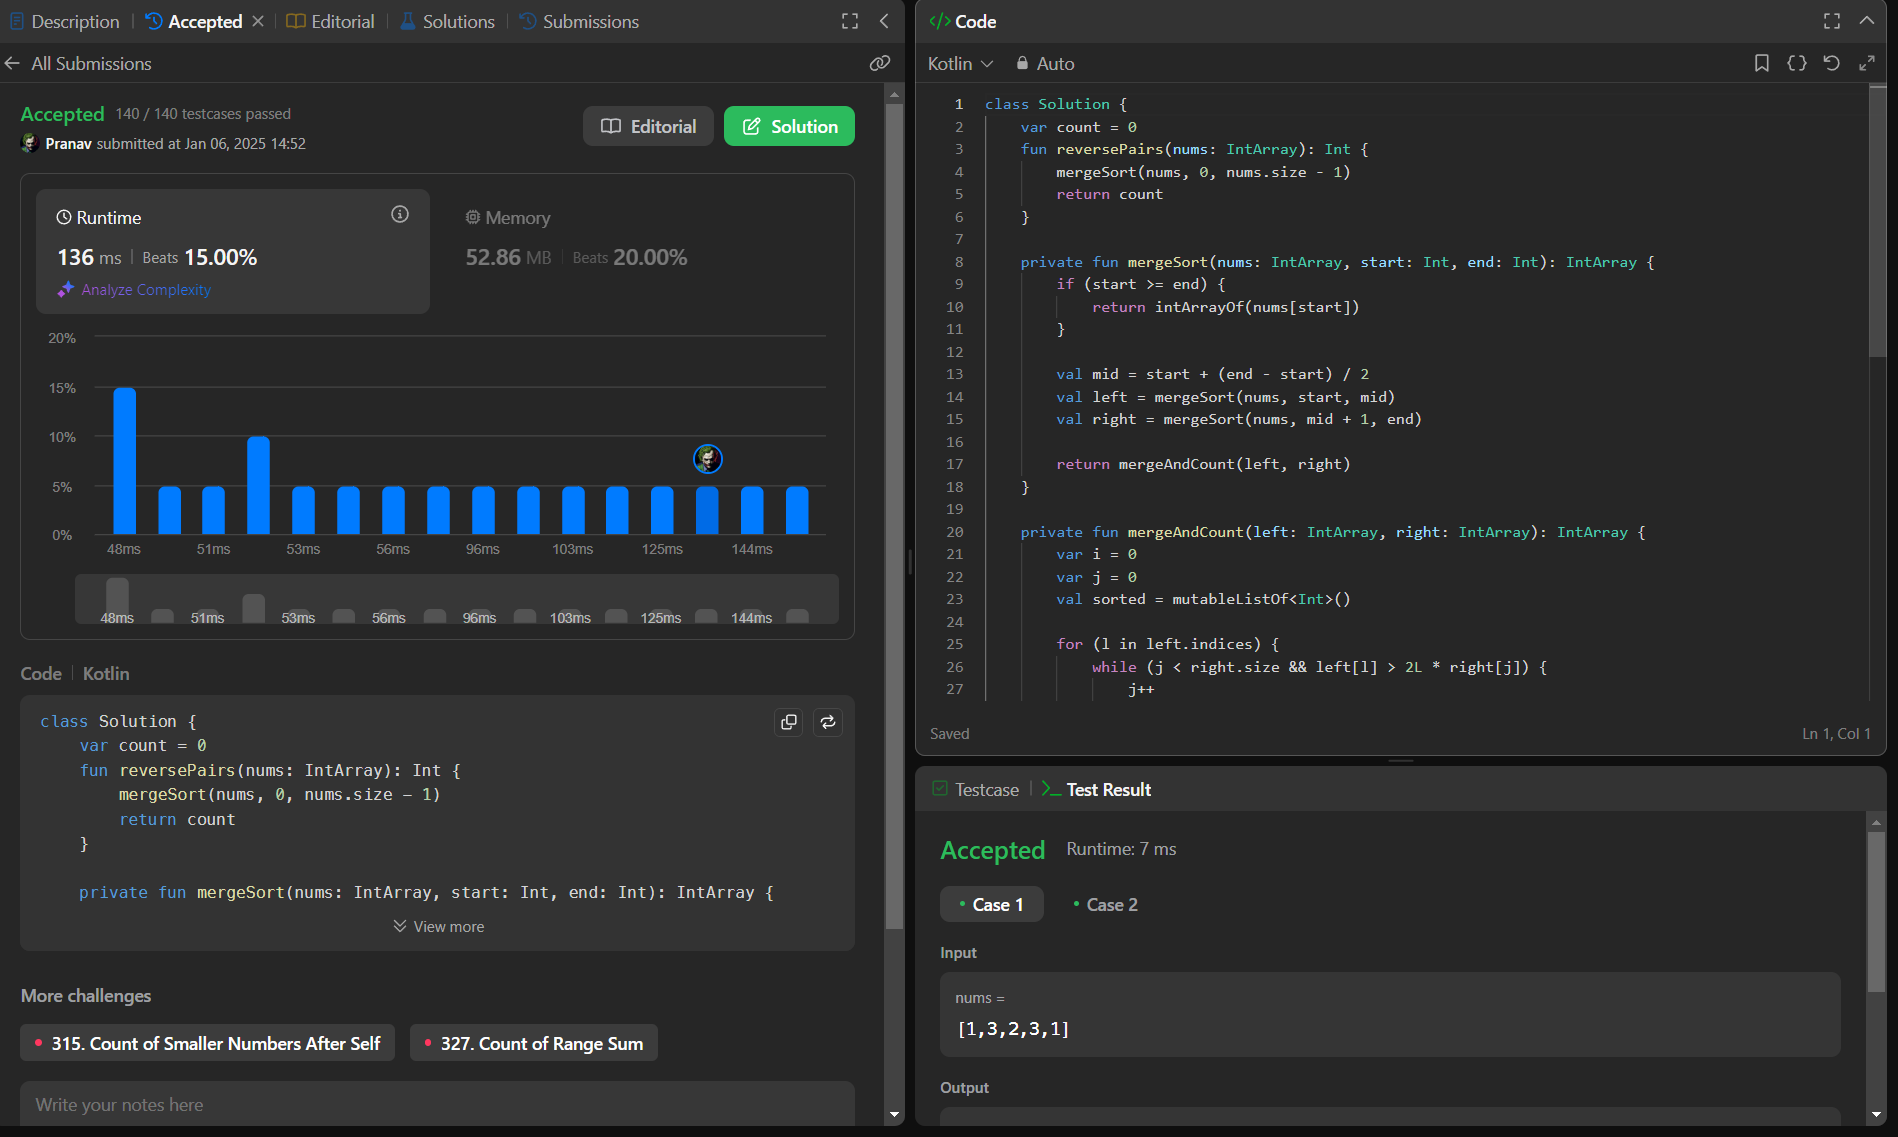 Description
Accepted
Editorial
Solutions
Submissions
All Submissions
Accepted 140 / 140 testcases passed
Pranav submitted at Jan 06, 2025 14:52
Editorial
Solution
Runtime
136 ms | Beats 15.00%
Analyze Complexity
Memory
52.86 MB | Beats 20.00%
20%
15%
10%
5%
0%
48ms 51ms 53ms 56ms 96ms 103ms 125ms 144ms
48ms 51ms 53ms 56ms 96ms 103ms 125ms 144ms
Code | Kotlin
class Solution {
    var count = 0
    fun reversePairs(nums: IntArray): Int {
        mergeSort(nums, 0, nums.size - 1)
        return count
    }
    private fun mergeSort(nums: IntArray, start: Int, end: Int): IntArray {
View more
More challenges
315. Count of Smaller Numbers After Self
327. Count of Range Sum
Write your notes here
</> Code
Kotlin
Auto
1 class Solution {
2     var count = 0
3     fun reversePairs(nums: IntArray): Int {
4         mergeSort(nums, 0, nums.size - 1)
5         return count
6     }
7
8     private fun mergeSort(nums: IntArray, start: Int, end: Int): IntArray {
9         if (start >= end) {
10             return intArrayOf(nums[start])
11         }
12
13         val mid = start + (end - start) / 2
14         val left = mergeSort(nums, start, mid)
15         val right = mergeSort(nums, mid + 1, end)
16
17         return mergeAndCount(left, right)
18     }
19
20     private fun mergeAndCount(left: IntArray, right: IntArray): IntArray {
21         var i = 0
22         var j = 0
23         val sorted = mutableListOf<Int>()
24
25         for (l in left.indices) {
26             while (j < right.size && left[l] > 2L * right[j]) {
27                 j++
Saved
Ln 1, Col 1
Testcase
Test Result
Accepted Runtime: 7 ms
Case 1
Case 2
Input
nums =
[1,3,2,3,1]
Output